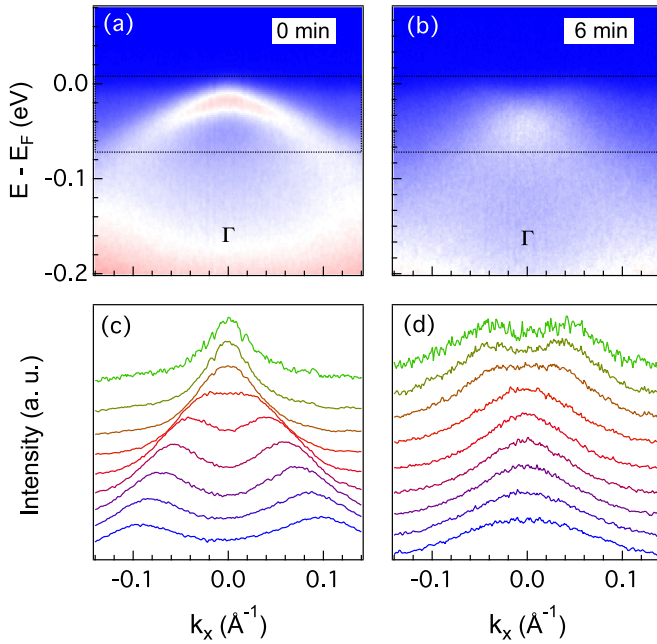 (a)
0 min
(b)
6 min
E - E_F (eV)
0.0
-0.1
-0.2
Γ
Γ
(c)
(d)
Intensity (a. u.)
-0.1
0.0
0.1
-0.1
0.0
0.1
k_x (Å⁻¹)
k_x (Å⁻¹)